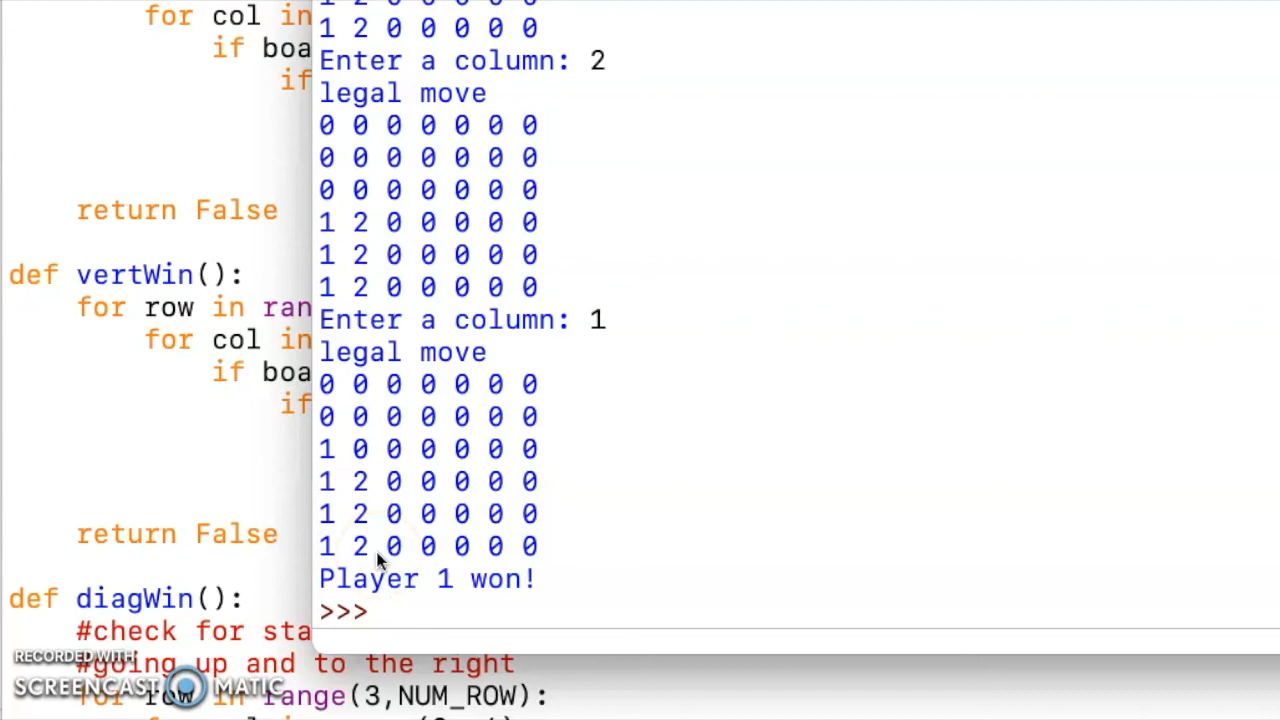 for col in
if boa
if
return False
def vertWin():
for row in ran
for col in
if boa
if
return False
def diagWin():
#check for sta
#going up and to the right
for row in range(3,NUM_ROW):
1 2 0 0 0 0 0
Enter a column: 2
legal move
0 0 0 0 0 0 0
0 0 0 0 0 0 0
0 0 0 0 0 0 0
1 2 0 0 0 0 0
1 2 0 0 0 0 0
1 2 0 0 0 0 0
Enter a column: 1
legal move
0 0 0 0 0 0 0
0 0 0 0 0 0 0
1 0 0 0 0 0 0
1 2 0 0 0 0 0
1 2 0 0 0 0 0
1 2 0 0 0 0 0
Player 1 won!
>>>
RECORDED WITH
SCREENCAST MATIC